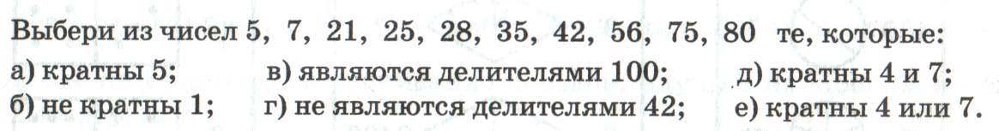 Выбери из чисел 5, 7, 21, 25, 28, 35, 42, 56, 75, 80 те, которые:
а) кратны 5; в) являются делителями 100; д) кратны 4 и 7;
б) не кратны 1; г) не являются делителями 42; е) кратны 4 или 7.